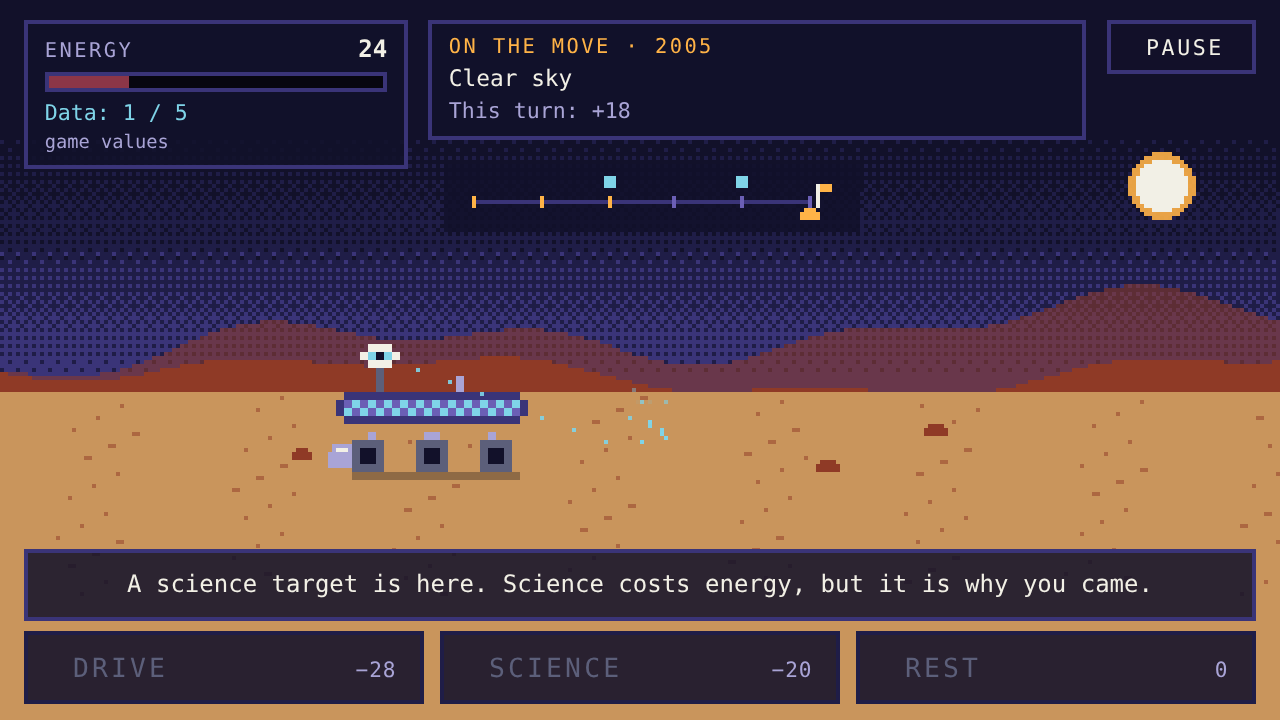 ENERGY 24
Data: 1 / 5
game values
ON THE MOVE · 2005
Clear sky
This turn: +18
PAUSE
A science target is here. Science costs energy, but it is why you came.
DRIVE −28
SCIENCE −20
REST 0